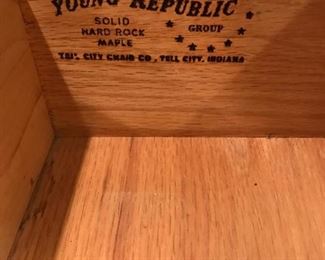 YOUNG REPUBLIC
SOLID
HARD ROCK
MAPLE
GROUP
TELL CITY CHAIR CO., TELL CITY, INDIANA